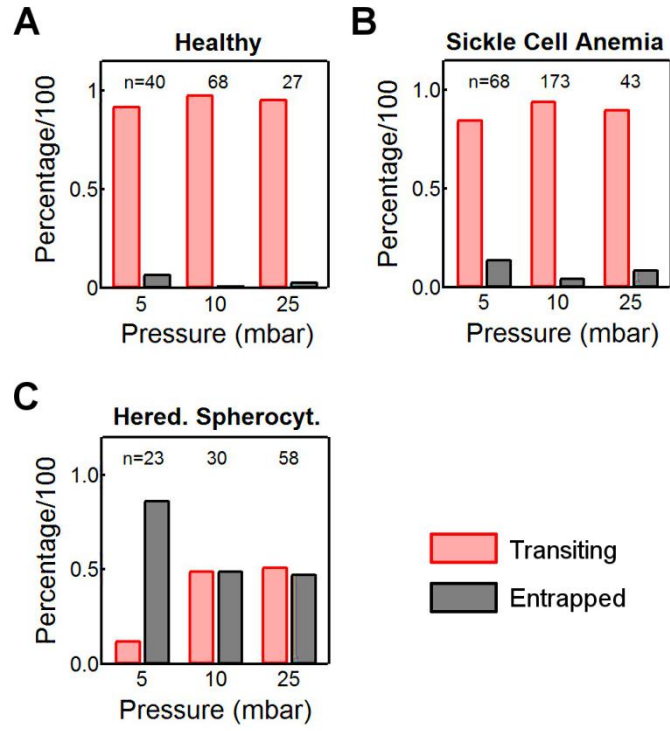 A
Healthy
n=40 68 27
1
0.5
0
Percentage/100
5 10 25
Pressure (mbar)
B
Sickle Cell Anemia
n=68 173 43
1.0
0.5
0.0
Percentage/100
5 10 25
Pressure (mbar)
C
Hered. Spherocyt.
n=23 30 58
1.0
0.5
0.0
Percentage/100
5 10 25
Pressure (mbar)
Transiting
Entrapped